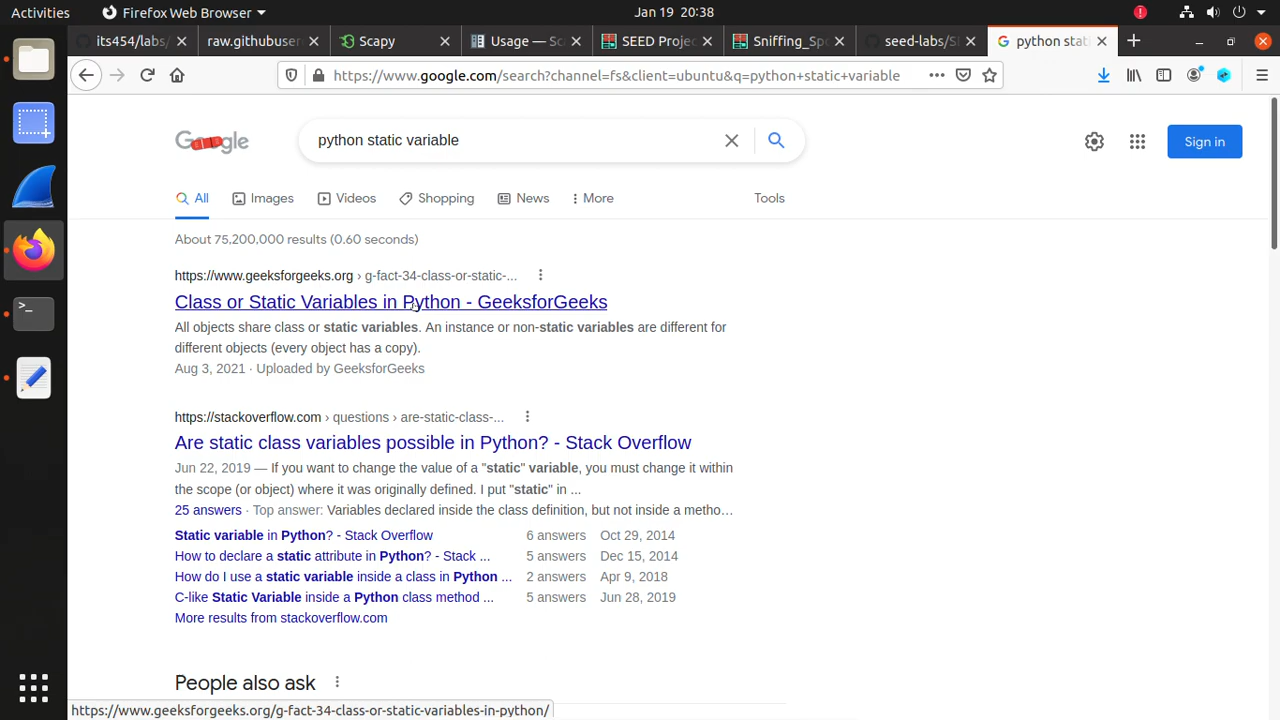 Activities
Firefox Web Browser
Jan 19 20:38
its454/labs/
raw.githubuser
Scapy
Usage — Sc
SEED Projec
Sniffing_Sp
seed-labs/S
python stat
https://www.google.com/search?channel=fs&client=ubuntu&q=python+static+variable
Google
python static variable
Sign in
All
Images
Videos
Shopping
News
More
Tools
About 75,200,000 results (0.60 seconds)
https://www.geeksforgeeks.org › g-fact-34-class-or-static-...
Class or Static Variables in Python - GeeksforGeeks
All objects share class or static variables. An instance or non-static variables are different for
different objects (every object has a copy).
Aug 3, 2021 · Uploaded by GeeksforGeeks
https://stackoverflow.com › questions › are-static-class-...
Are static class variables possible in Python? - Stack Overflow
Jun 22, 2019 — If you want to change the value of a "static" variable, you must change it within
the scope (or object) where it was originally defined. I put "static" in ...
25 answers · Top answer: Variables declared inside the class definition, but not inside a metho…
Static variable in Python? - Stack Overflow 6 answers Oct 29, 2014
How to declare a static attribute in Python? - Stack ... 5 answers Dec 15, 2014
How do I use a static variable inside a class in Python ... 2 answers Apr 9, 2018
C-like Static Variable inside a Python class method ... 5 answers Jun 28, 2019
More results from stackoverflow.com
People also ask
https://www.geeksforgeeks.org/g-fact-34-class-or-static-variables-in-python/